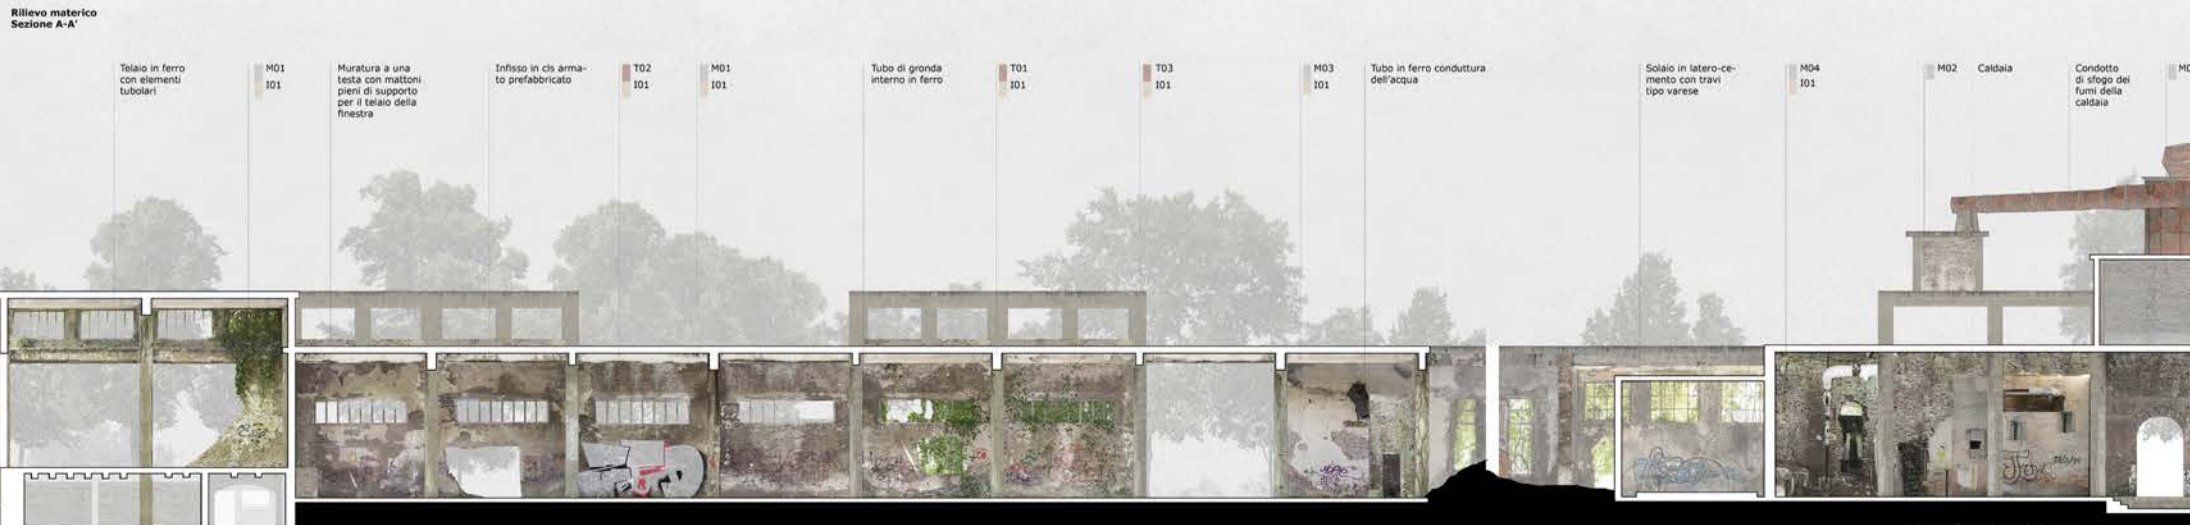 Rilievo materico
Sezione A-A'
Telaio in ferro
con elementi
tubolari
M01
I01
Muratura a una
testa con mattoni
pieni di supporto
per il telaio della
finestra
Infisso in cls arma-
to prefabbricato
T02
I01
M01
I01
Tubo di gronda
interno in ferro
T01
I01
T03
I01
M03
I01
Tubo in ferro conduttura
dell'acqua
Solaio in latero-ce-
mento con travi
tipo varese
M04
I01
M02
Caldaia
Condotto
di sfogo dei
fumi della
caldaia